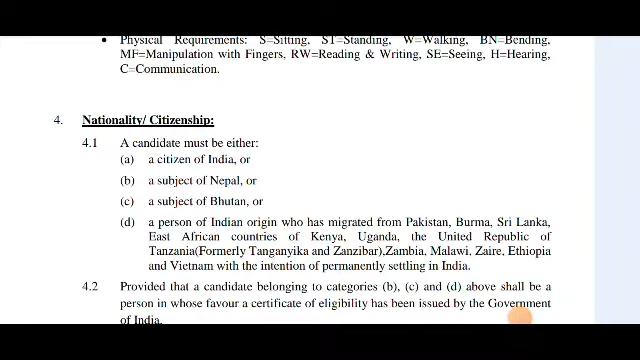 • Physical Requirements: S=Sitting, ST=Standing, W=Walking, BN=Bending,
MF=Manipulation with Fingers, RW=Reading & Writing, SE=Seeing, H=Hearing,
C=Communication.
4. Nationality/ Citizenship:
4.1 A candidate must be either:
(a) a citizen of India, or
(b) a subject of Nepal, or
(c) a subject of Bhutan, or
(d) a person of Indian origin who has migrated from Pakistan, Burma, Sri Lanka,
East African countries of Kenya, Uganda, the United Republic of
Tanzania(Formerly Tanganyika and Zanzibar),Zambia, Malawi, Zaire, Ethiopia
and Vietnam with the intention of permanently settling in India.
4.2 Provided that a candidate belonging to categories (b), (c) and (d) above shall be a
person in whose favour a certificate of eligibility has been issued by the Government
of India.